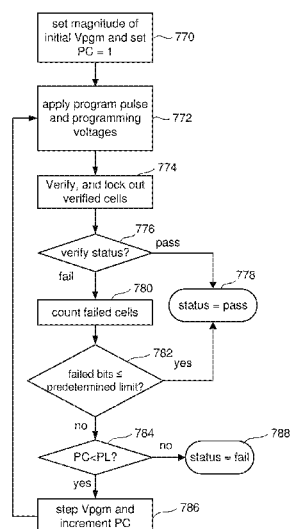 set magnitude of
initial Vpgm and set
PC = 1
770
apply program pulse
and programming
voltages
772
774
Verify, and lock out
verified cells
776
verify status?
pass
fail
778
status = pass
780
count failed cells
782
failed bits ≤
predetermined limit?
yes
no
784
PC<PL?
no
788
status = fail
yes
step Vpgm and
increment PC
786